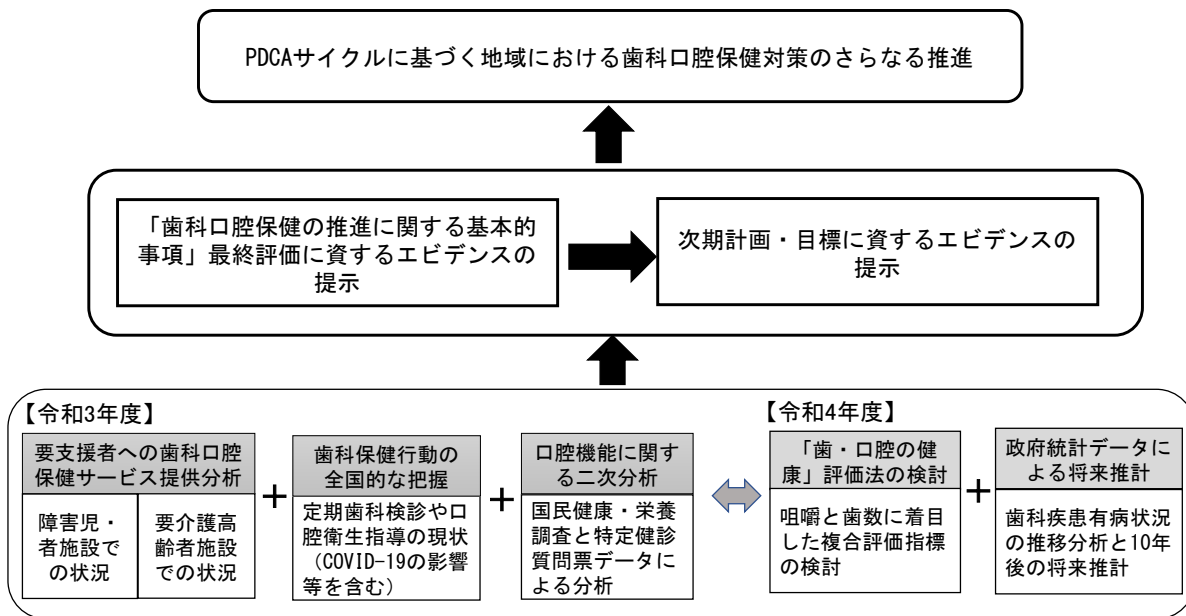 PDCAサイクルに基づく地域における歯科口腔保健対策のさらなる推進
「歯科口腔保健の推進に関する基本的
事項」最終評価に資するエビデンスの
提示
次期計画・目標に資するエビデンスの
提示
【令和3年度】
要支援者への歯科口腔
保健サービス提供分析
障害児・
者施設で
の状況
要介護高
齢者施設
での状況
+
歯科保健行動の
全国的な把握
定期歯科検診や口
腔衛生指導の現状
(COVID-19の影響
等を含む)
+
口腔機能に関す
る二次分析
国民健康・栄養
調査と特定健診
質問票データに
よる分析
【令和4年度】
「歯・口腔の健
康」評価法の検討
咀嚼と歯数に着目
した複合評価指標
の検討
+
政府統計データに
よる将来推計
歯科疾患有病状況
の推移分析と10年
後の将来推計